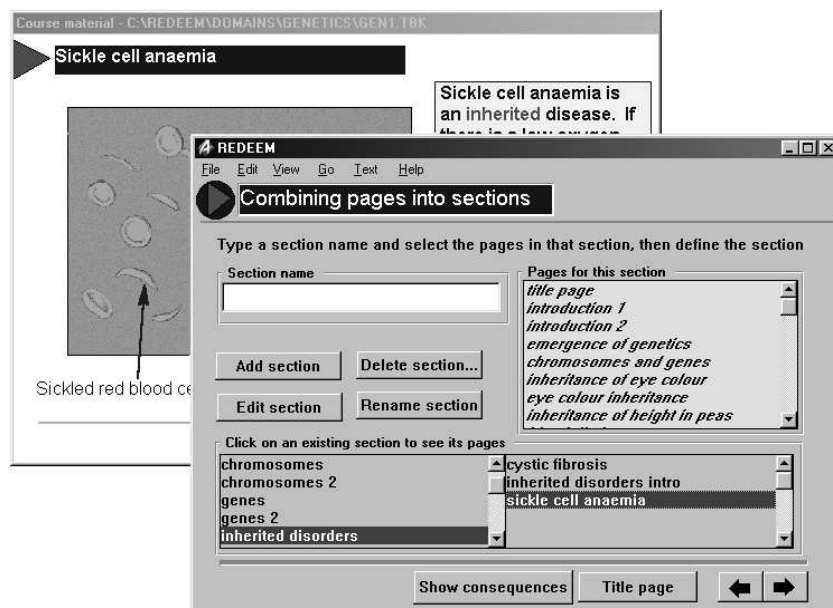 Course material - C:\REDEEM\DOMAINS\GENETICS\GEN1.TBK
Sickle cell anaemia
Sickle cell anaemia is
an inherited disease. If
there is a low oxygen
Sickled red blood ce
REDEEM
File Edit View Go Text Help
Combining pages into sections
Type a section name and select the pages in that section, then define the section
Section name
Pages for this section
title page
introduction 1
introduction 2
emergence of genetics
chromosomes and genes
inheritance of eye colour
eye colour inheritance
inheritance of height in peas
Add section
Delete section...
Edit section
Rename section
Click on an existing section to see its pages
chromosomes
chromosomes 2
genes
genes 2
inherited disorders
cystic fibrosis
inherited disorders intro
sickle cell anaemia
Show consequences
Title page